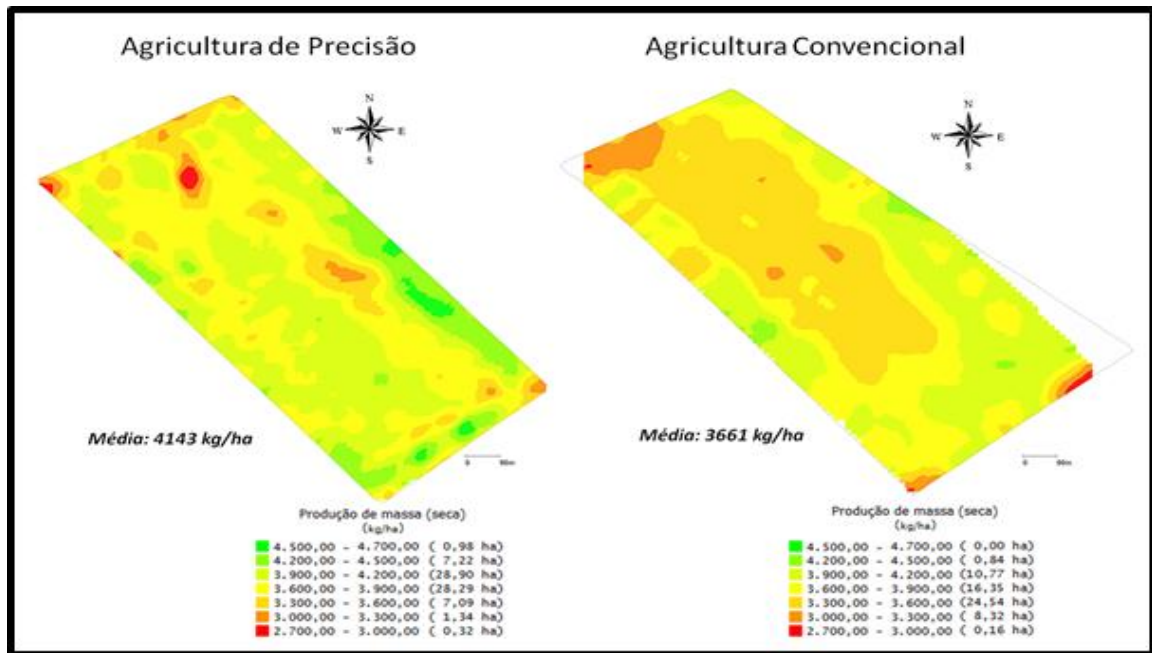 Agricultura de Precisão
N
W E
S
Média: 4143 kg/ha
0 90m
Produção de massa (seca)
(kg/ha)
4.500,00 - 4.700,00 ( 0,98 ha)
4.200,00 - 4.500,00 ( 7,22 ha)
3.900,00 - 4.200,00 (28,90 ha)
3.600,00 - 3.900,00 (28,29 ha)
3.300,00 - 3.600,00 ( 7,09 ha)
3.000,00 - 3.300,00 ( 1,34 ha)
2.700,00 - 3.000,00 ( 0,32 ha)
Agricultura Convencional
N
W E
S
Média: 3661 kg/ha
0 90m
Produção de massa (seca)
(kg/ha)
4.500,00 - 4.700,00 ( 0,00 ha)
4.200,00 - 4.500,00 ( 0,84 ha)
3.900,00 - 4.200,00 (10,77 ha)
3.600,00 - 3.900,00 (16,35 ha)
3.300,00 - 3.600,00 (24,54 ha)
3.000,00 - 3.300,00 ( 8,32 ha)
2.700,00 - 3.000,00 ( 0,16 ha)